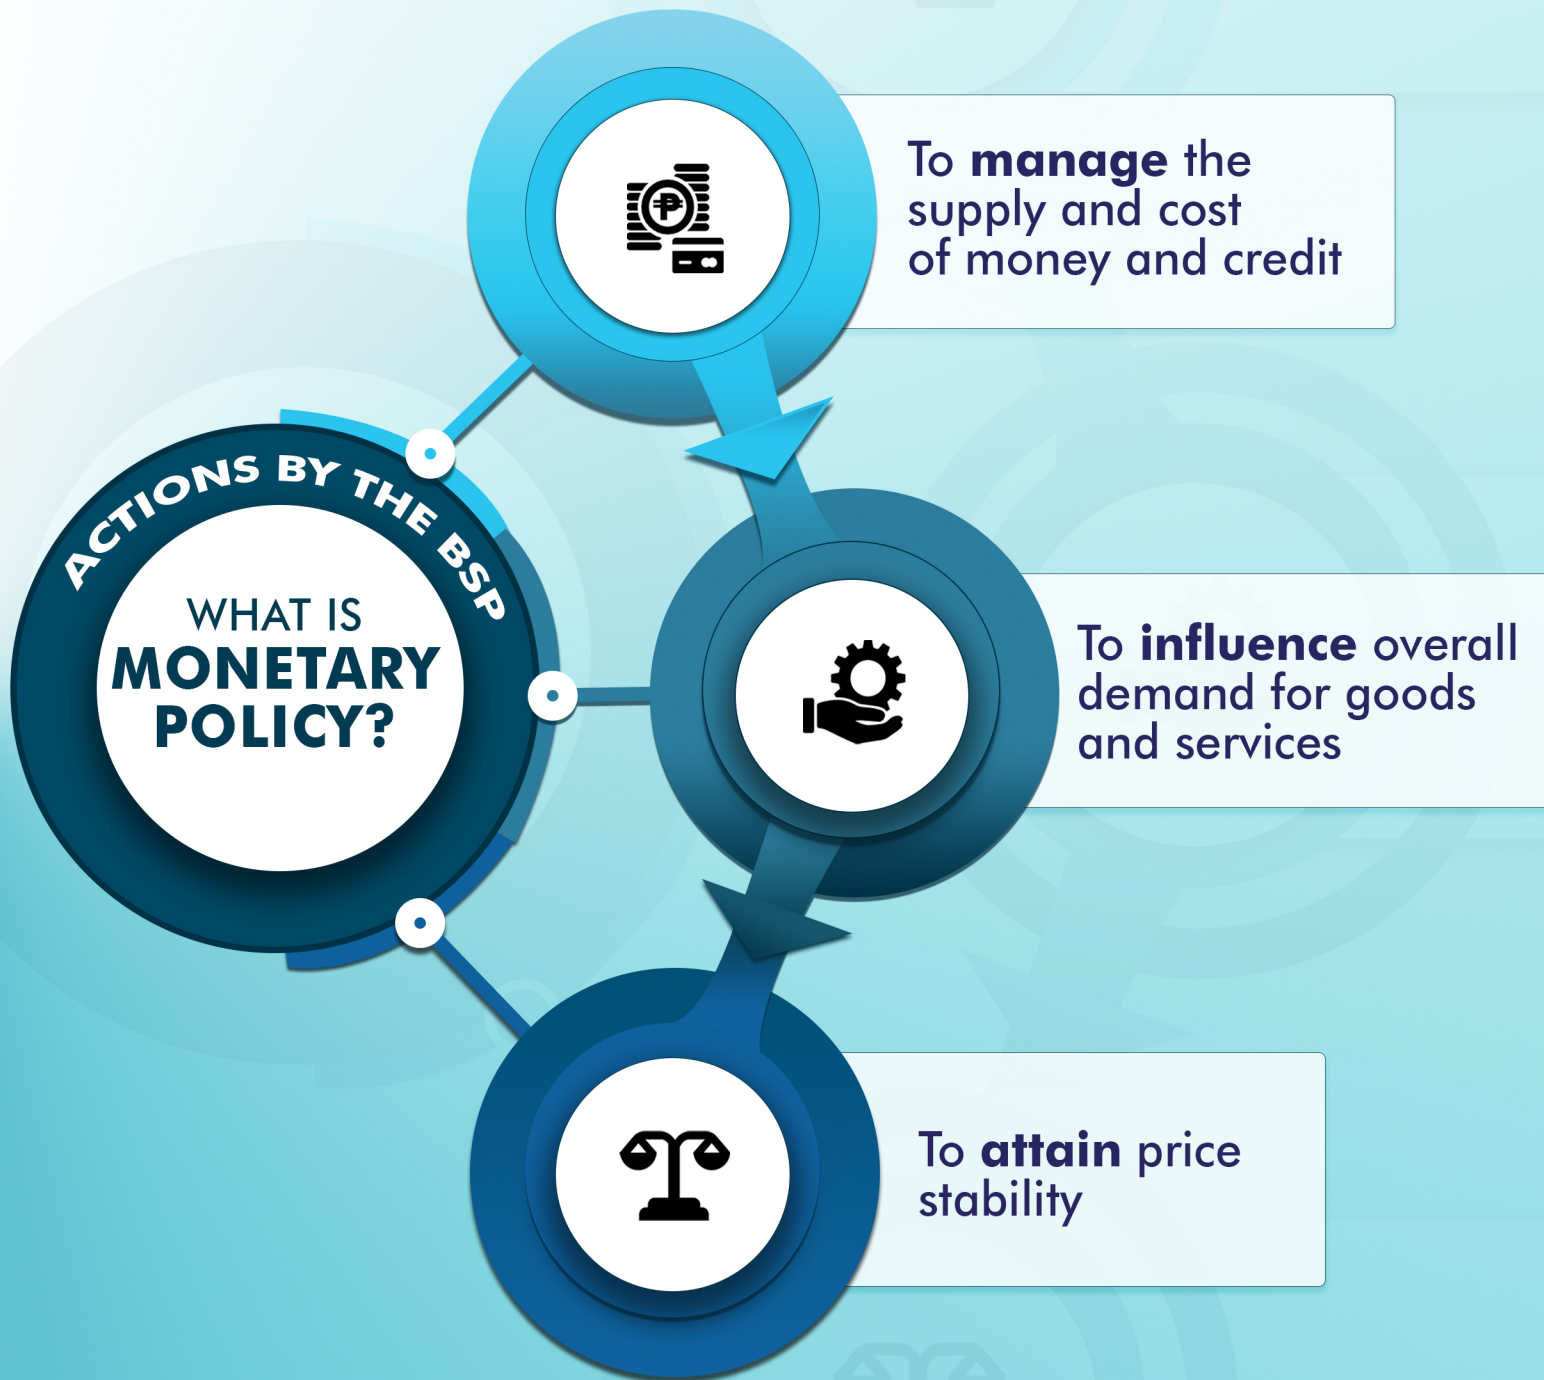 ACTIONS BY THE BSP
WHAT IS
MONETARY
POLICY?
To manage the
supply and cost
of money and credit
To influence overall
demand for goods
and services
To attain price
stability